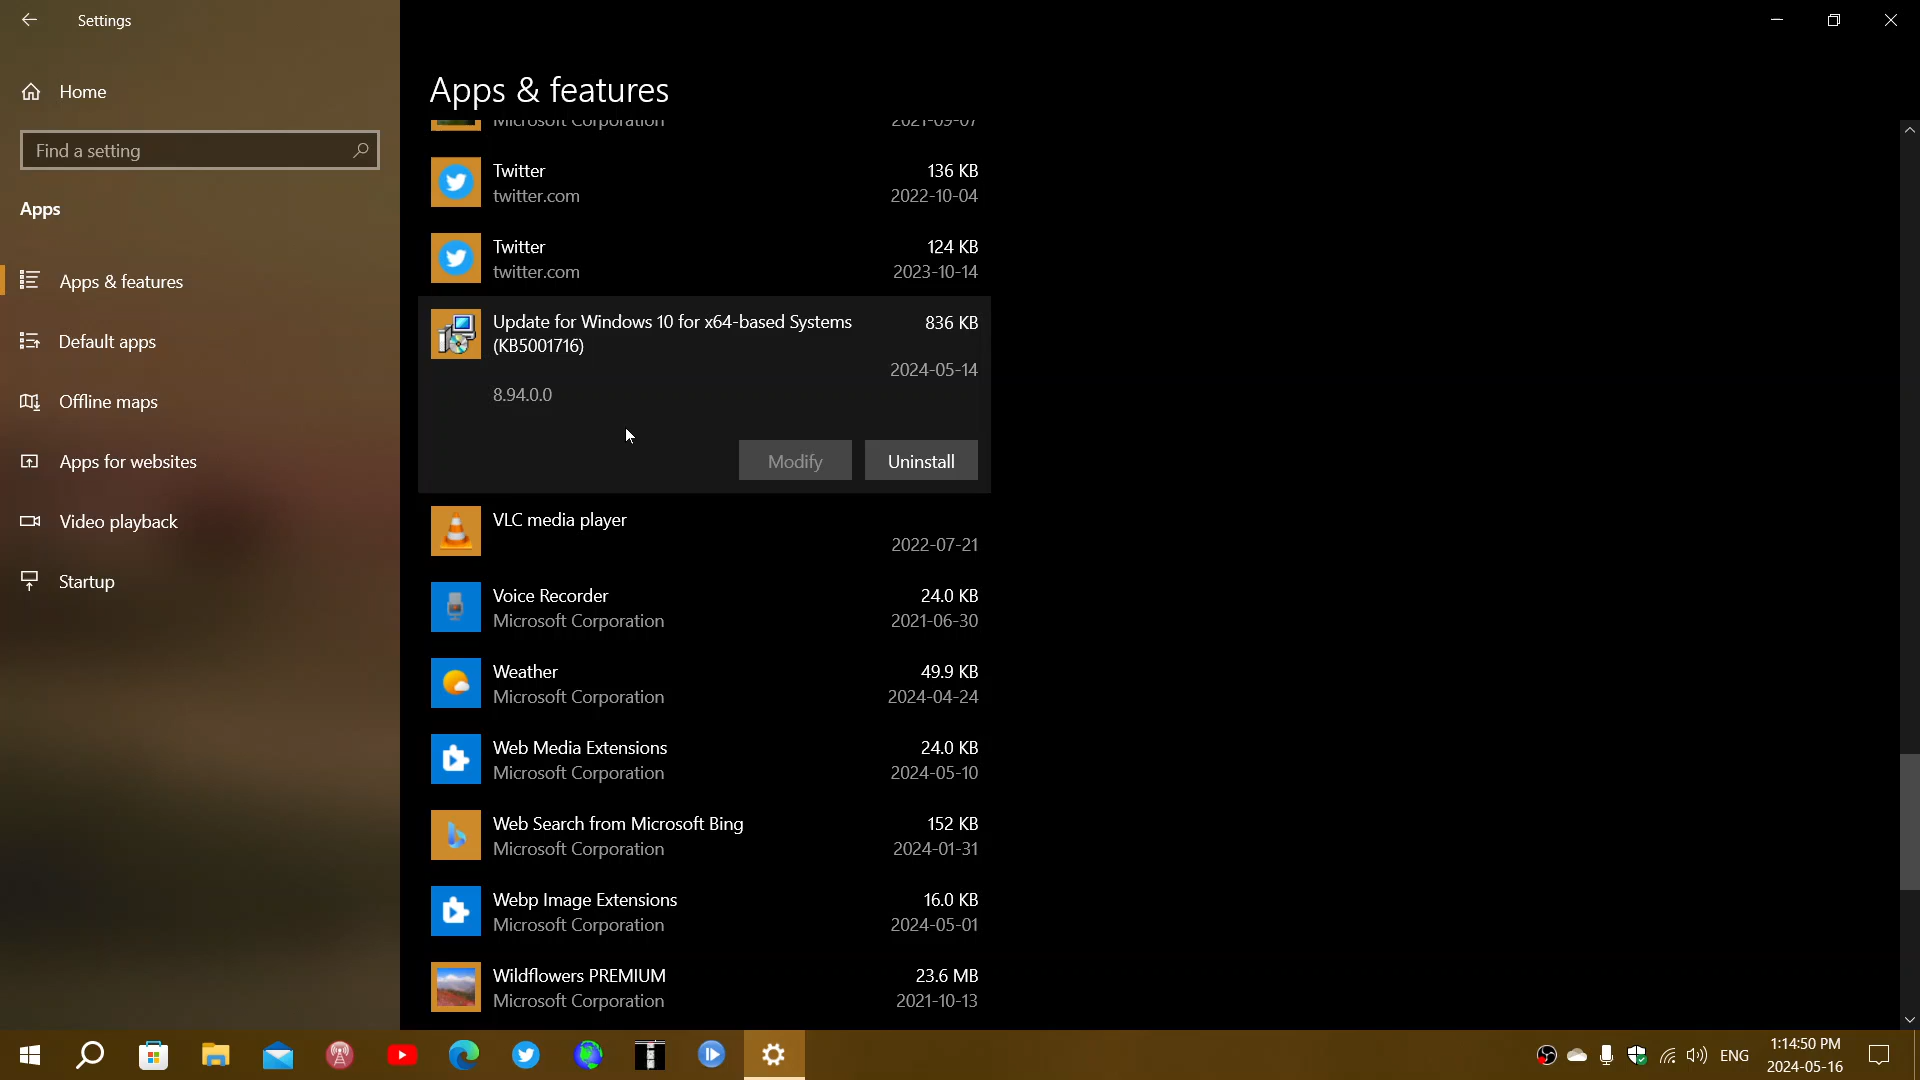 Settings
Home
Find a setting
Apps
Apps & features
Default apps
Offline maps
Apps for websites
Video playback
Startup
Apps & features
Microsoft Corporation 2021-09-07
Twitter 136 KB
twitter.com 2022-10-04
Twitter 124 KB
twitter.com 2023-10-14
Update for Windows 10 for x64-based Systems 836 KB
(KB5001716)
2024-05-14
8.94.0.0
Modify Uninstall
VLC media player
2022-07-21
Voice Recorder 24.0 KB
Microsoft Corporation 2021-06-30
Weather 49.9 KB
Microsoft Corporation 2024-04-24
Web Media Extensions 24.0 KB
Microsoft Corporation 2024-05-10
Web Search from Microsoft Bing 152 KB
Microsoft Corporation 2024-01-31
Webp Image Extensions 16.0 KB
Microsoft Corporation 2024-05-01
Wildflowers PREMIUM 23.6 MB
Microsoft Corporation 2021-10-13
ENG
1:14:50 PM
2024-05-16